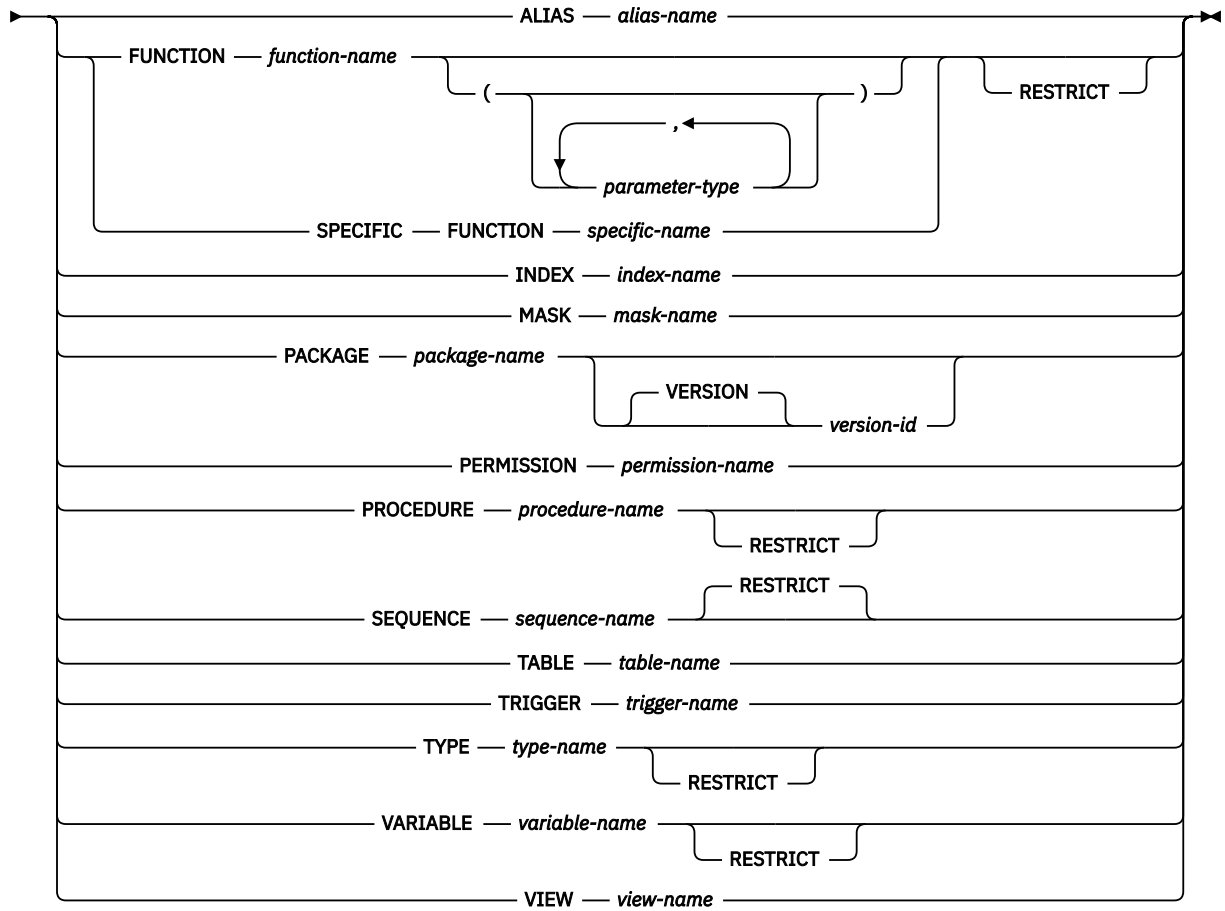 ALIAS alias-name
FUNCTION function-name
( ) RESTRICT
,
parameter-type
SPECIFIC FUNCTION specific-name
INDEX index-name
MASK mask-name
PACKAGE package-name
VERSION
version-id
PERMISSION permission-name
PROCEDURE procedure-name
RESTRICT
RESTRICT
SEQUENCE sequence-name
TABLE table-name
TRIGGER trigger-name
TYPE type-name
RESTRICT
VARIABLE variable-name
RESTRICT
VIEW view-name